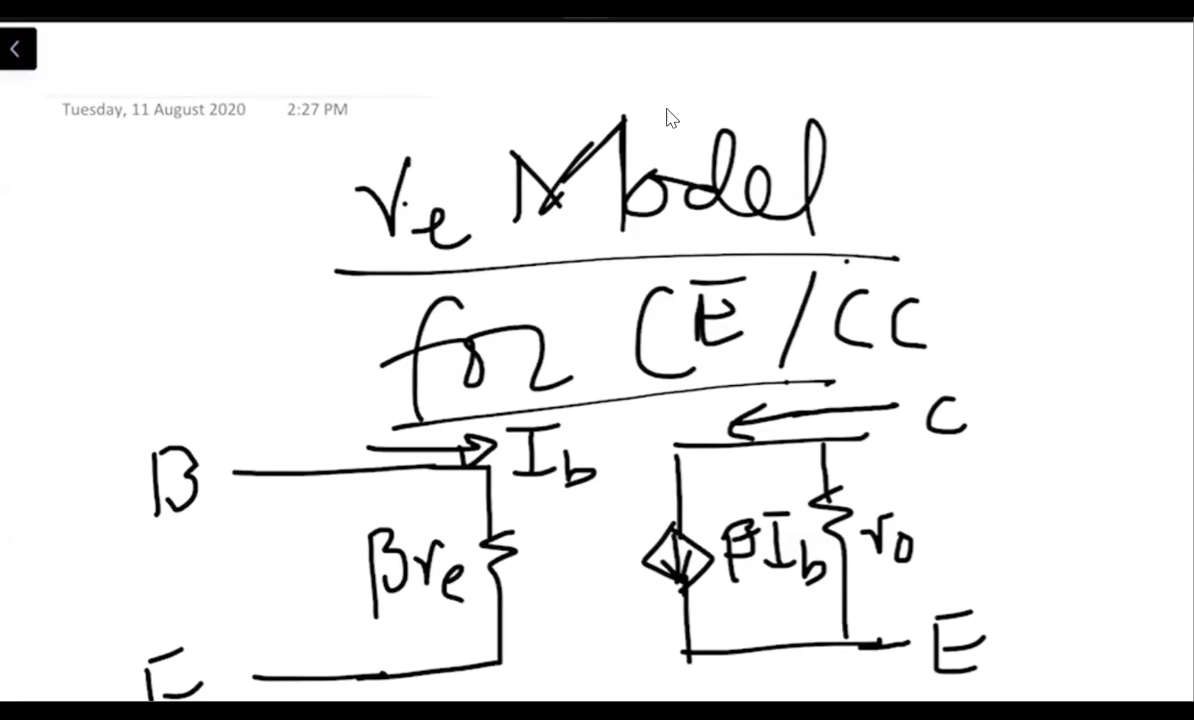 Tuesday, 11 August 2020 2:27 PM
re Model
for CE/CC
B Ib C
βre βIb ro
E E